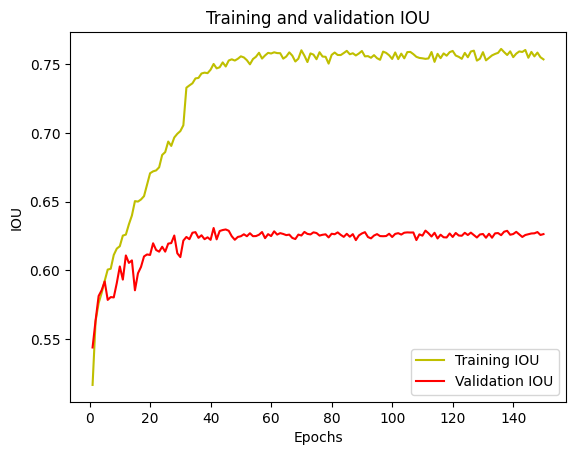 Training and validation IOU
IOU
0.75
0.70
0.65
0.60
0.55
Training IOU
Validation IOU
0 20 40 60 80 100 120 140
Epochs